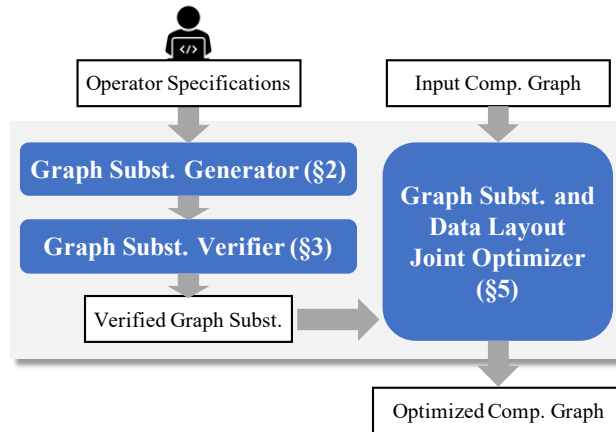 </>
Operator Specifications
Input Comp. Graph
Graph Subst. Generator (§2)
Graph Subst. Verifier (§3)
Verified Graph Subst.
Graph Subst. and
Data Layout
Joint Optimizer
(§5)
Optimized Comp. Graph